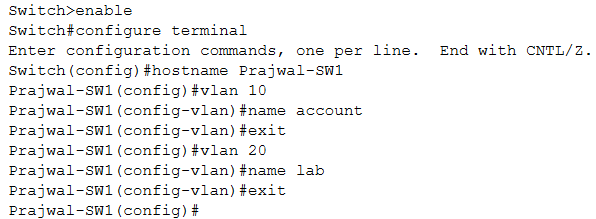 Switch>enable
Switch#configure terminal
Enter configuration commands, one per line.  End with CNTL/Z.
Switch(config)#hostname Prajwal-SW1
Prajwal-SW1(config)#vlan 10
Prajwal-SW1(config-vlan)#name account
Prajwal-SW1(config-vlan)#exit
Prajwal-SW1(config)#vlan 20
Prajwal-SW1(config-vlan)#name lab
Prajwal-SW1(config-vlan)#exit
Prajwal-SW1(config)#